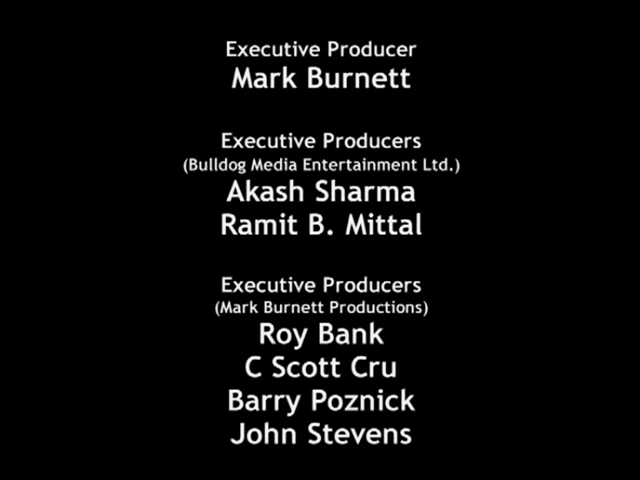 Executive Producer
Mark Burnett
Executive Producers
(Bulldog Media Entertainment Ltd.)
Akash Sharma
Ramit B. Mittal
Executive Producers
(Mark Burnett Productions)
Roy Bank
C Scott Cru
Barry Poznick
John Stevens